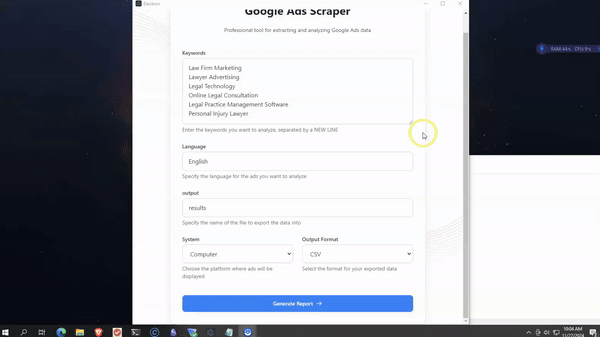 Electron
Google Ads Scraper
Professional tool for extracting and analyzing Google Ads data
Keywords
Law Firm Marketing
Lawyer Advertising
Legal Technology
Online Legal Consultation
Legal Practice Management Software
Personal Injury Lawyer
Enter the keywords you want to analyze, separated by a NEW LINE
Language
English
Specify the language for the ads you want to analyze
output
results
Specify the name of the file to export the data into
System
Output Format
Computer
CSV
Choose the platform where ads will be displayed
Select the format for your exported data
Generate Report →
10:04 AM
11/27/2024